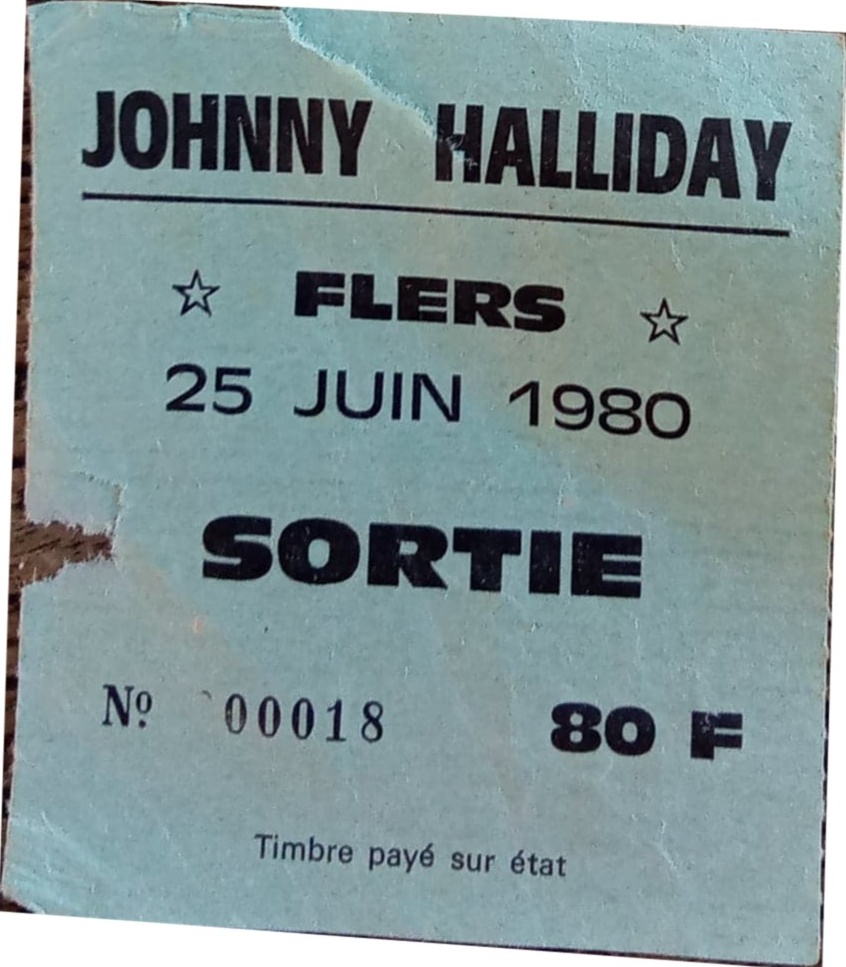 JOHNNY HALLIDAY
☆ FLERS ☆
25 JUIN 1980
SORTIE
Nº 00018 80 F
Timbre payé sur état